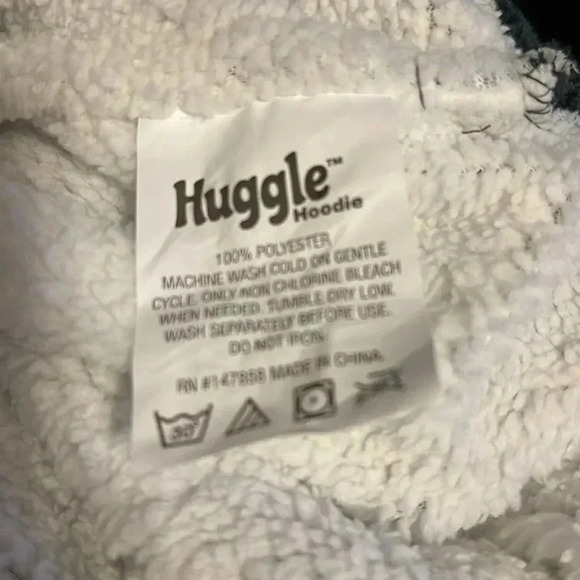 Huggle™
Hoodie
100% POLYESTER
MACHINE WASH COLD ON GENTLE
CYCLE. ONLY NON CHLORINE BLEACH
WHEN NEEDED. TUMBLE DRY LOW.
WASH SEPARATELY BEFORE USE.
DO NOT IRON.
RN #147868 MADE IN CHINA
30°